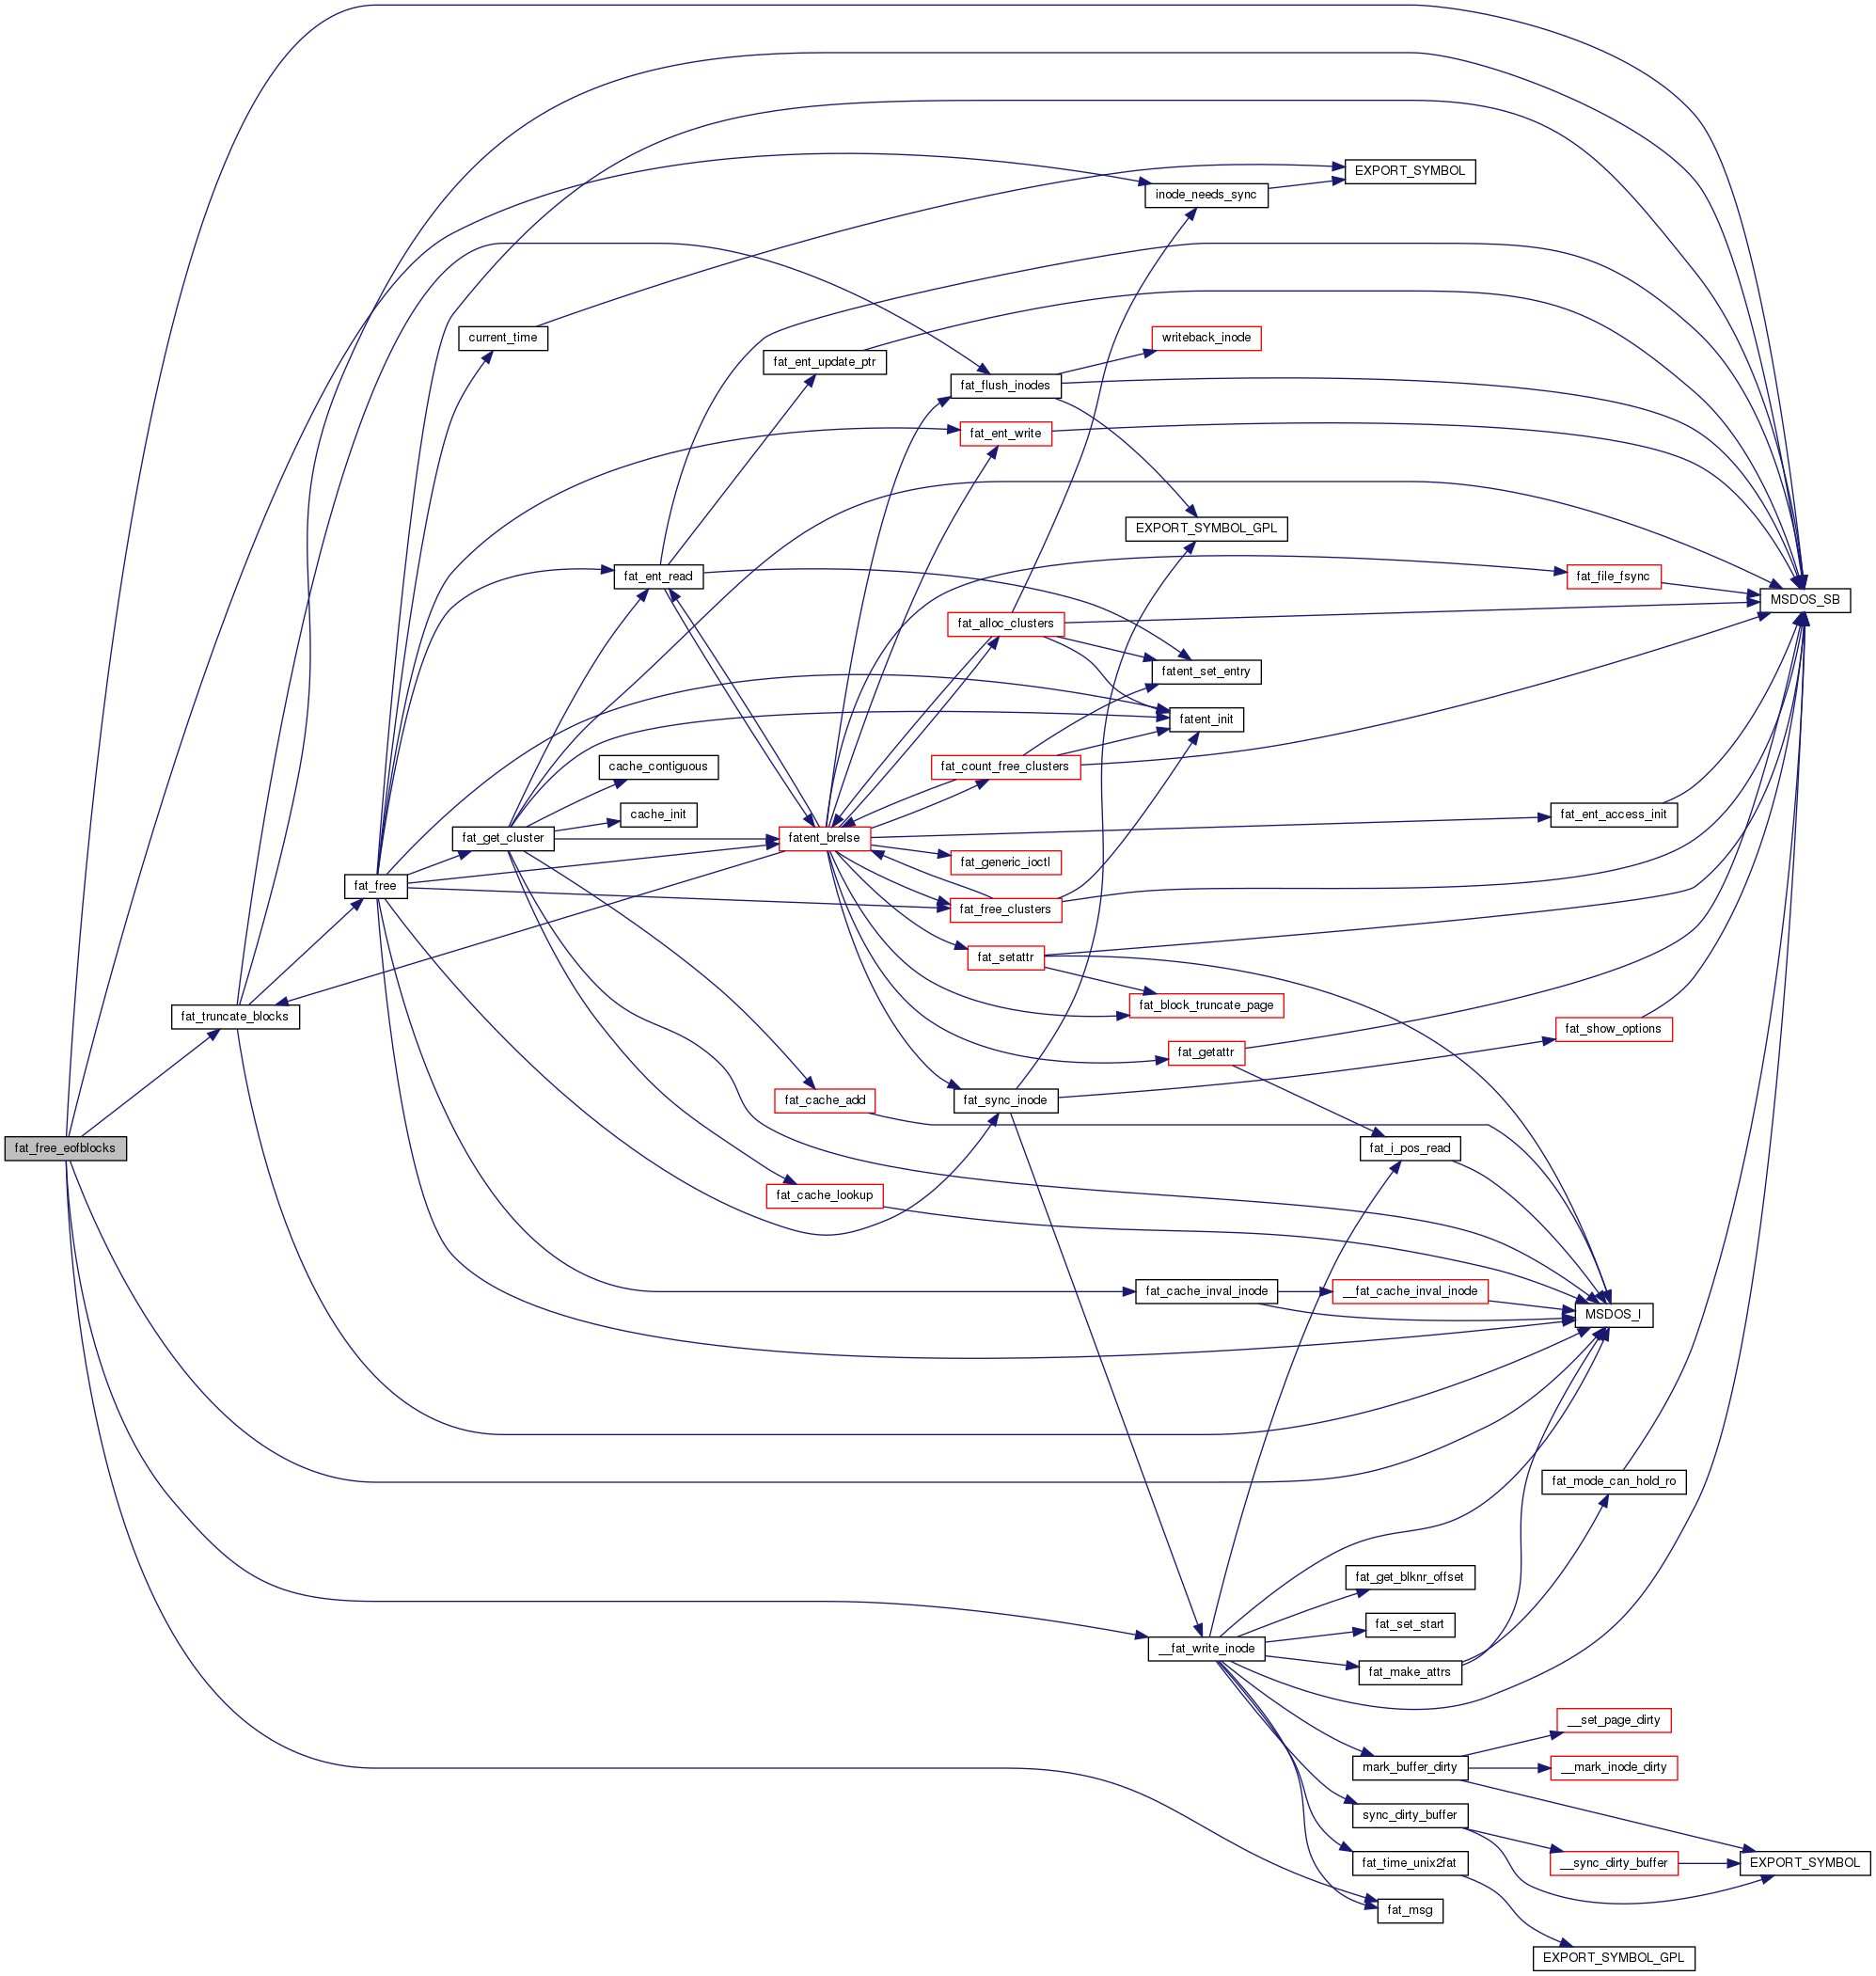 EXPORT_SYMBOL
inode_needs_sync
current_time
writeback_inode
fat_ent_update_ptr
fat_flush_inodes
fat_ent_write
EXPORT_SYMBOL_GPL
fat_ent_read
fat_file_fsync
MSDOS_SB
fat_alloc_clusters
fatent_set_entry
fatent_init
cache_contiguous
fat_count_free_clusters
cache_init
fat_ent_access_init
fat_get_cluster
fatent_brelse
fat_generic_ioctl
fat_free
fat_free_clusters
fat_setattr
fat_block_truncate_page
fat_truncate_blocks
fat_show_options
fat_getattr
fat_cache_add
fat_sync_inode
fat_free_eofblocks
fat_i_pos_read
fat_cache_lookup
fat_cache_inval_inode
__fat_cache_inval_inode
MSDOS_I
fat_mode_can_hold_ro
fat_get_blknr_offset
fat_set_start
__fat_write_inode
fat_make_attrs
__set_page_dirty
mark_buffer_dirty
__mark_inode_dirty
sync_dirty_buffer
fat_time_unix2fat
__sync_dirty_buffer
EXPORT_SYMBOL
fat_msg
EXPORT_SYMBOL_GPL